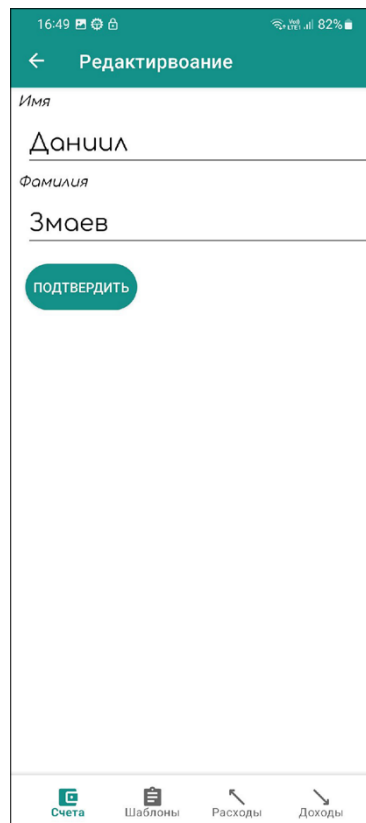 16:49 82%
Редактирвоание
Имя
Даниил
Фамилия
Змаев
ПОДТВЕРДИТЬ
Счета Шаблоны Расходы Доходы